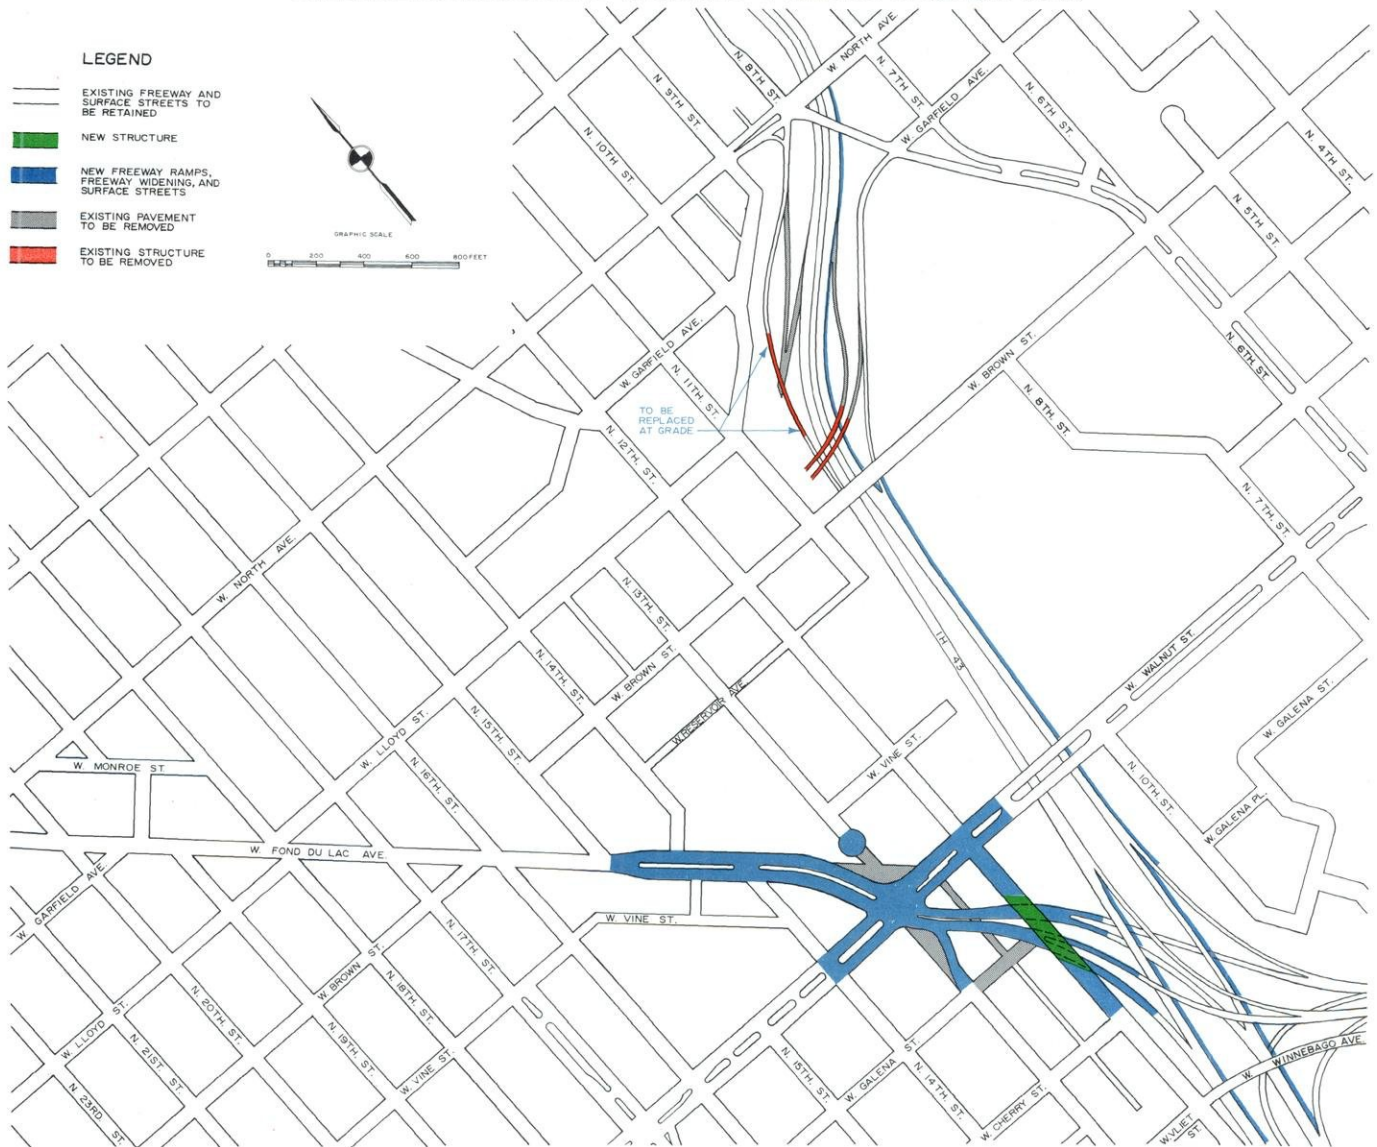 LEGEND
EXISTING FREEWAY AND
SURFACE STREETS TO
BE RETAINED
NEW STRUCTURE
NEW FREEWAY RAMPS,
FREEWAY WIDENING, AND
SURFACE STREETS
EXISTING PAVEMENT
TO BE REMOVED
EXISTING STRUCTURE
TO BE REMOVED
GRAPHIC SCALE
0 200 400 600 800 FEET
N. 8TH ST.
W. NORTH AVE.
N. 7TH ST.
W. GARFIELD AVE.
N. 6TH ST.
N. 4TH ST.
N. 9TH ST.
N. 10TH ST.
N. 5TH ST.
N. 6TH ST.
W. GARFIELD AVE.
N. 11TH. ST.
TO BE
REPLACED
AT GRADE
N. 12TH. ST.
W. BROWN ST.
N. 8TH. ST.
N. 7TH. ST.
W. NORTH AVE.
N. 13TH. ST.
N. 14TH. ST.
W. BROWN ST.
W. RESERVOIR AVE.
IH 43
W. WALNUT ST.
W. GALENA ST.
N. 10TH. ST.
W. GALENA PL.
W. VINE ST.
N. 15TH. ST.
W. LLOYD ST.
N. 16TH. ST.
W. MONROE ST.
W. FOND DU LAC AVE.
W. GARFIELD AVE.
W. VINE ST.
N. 17TH. ST.
W. BROWN ST.
N. 18TH. ST.
N. 20TH. ST.
N. 19TH. ST.
W. LLOYD ST.
N. 21ST. ST.
N. 23RD. ST.
W. VINE ST.
N. 15TH. ST.
W. GALENA ST.
N. 14TH. ST.
W. CHERRY ST.
W. VLIET ST.
W. WINNEBAGO AVE.